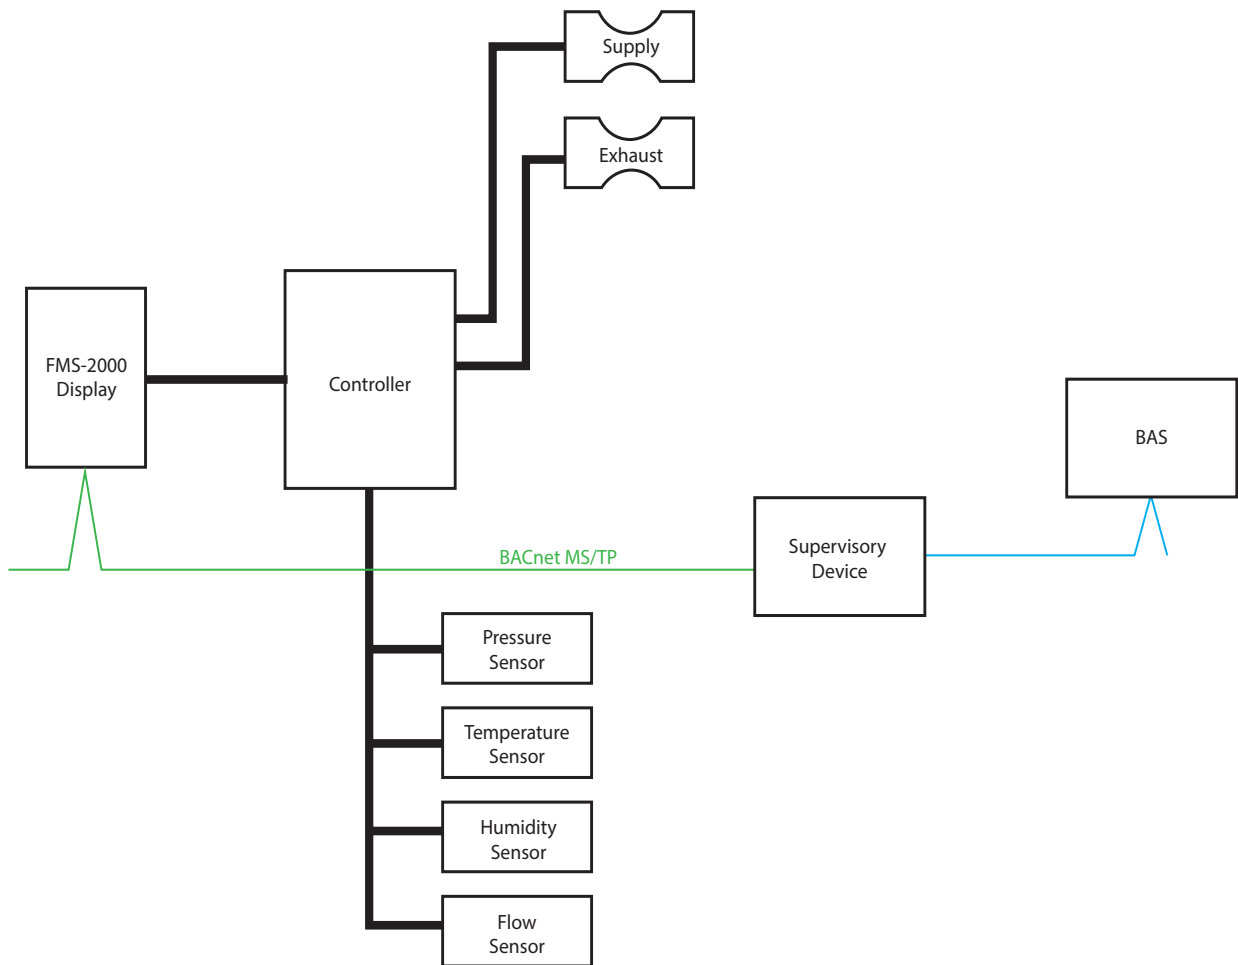 Supply
Exhaust
FMS-2000
Display
Controller
BAS
BACnet MS/TP
Supervisory
Device
Pressure
Sensor
Temperature
Sensor
Humidity
Sensor
Flow
Sensor